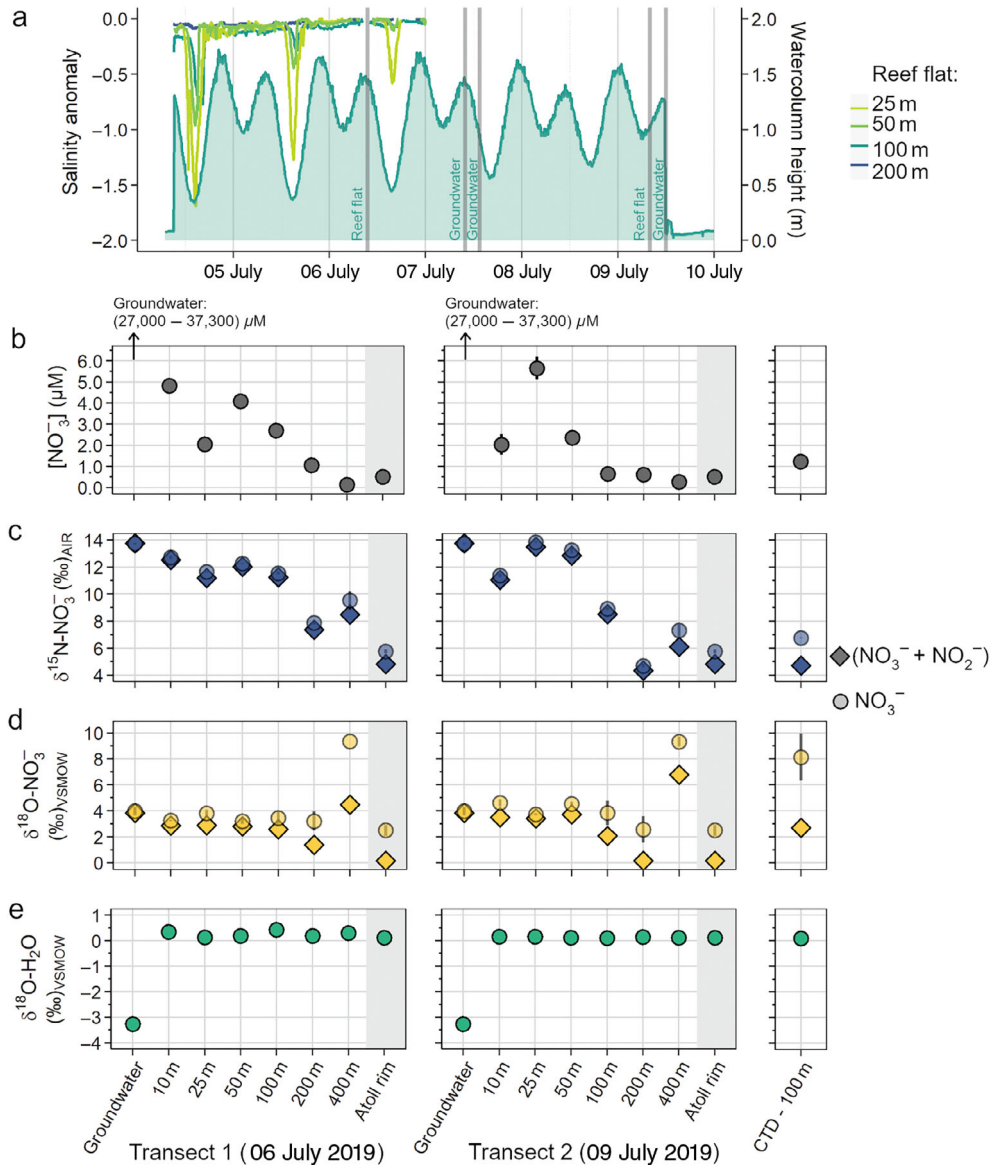 a
0.0
−0.5
−1.0
−1.5
−2.0
Salinity anomaly
2.0
1.5
1.0
0.5
0.0
Watercolumn height (m)
Reef flat
Groundwater
Groundwater
Reef flat
Groundwater
05 July
06 July
07 July
08 July
09 July
10 July
Reef flat:
25 m
50 m
100 m
200 m
Groundwater:
(27,000 – 37,300) µM
Groundwater:
(27,000 – 37,300) µM
b
6.0
5.0
4.0
3.0
2.0
1.0
0.0
[NO₃⁻] (µM)
c
14
12
10
8
6
4
δ¹⁵N-NO₃⁻ (‰)AIR
(NO₃⁻ + NO₂⁻)
NO₃⁻
d
10
8
6
4
2
0
δ¹⁸O-NO₃⁻
(‰)VSMOW
e
1
0
−1
−2
−3
−4
δ¹⁸O-H₂O
(‰)VSMOW
Groundwater
10 m
25 m
50 m
100 m
200 m
400 m
Atoll rim
Groundwater
10 m
25 m
50 m
100 m
200 m
400 m
Atoll rim
CTD - 100 m
Transect 1 (06 July 2019)
Transect 2 (09 July 2019)